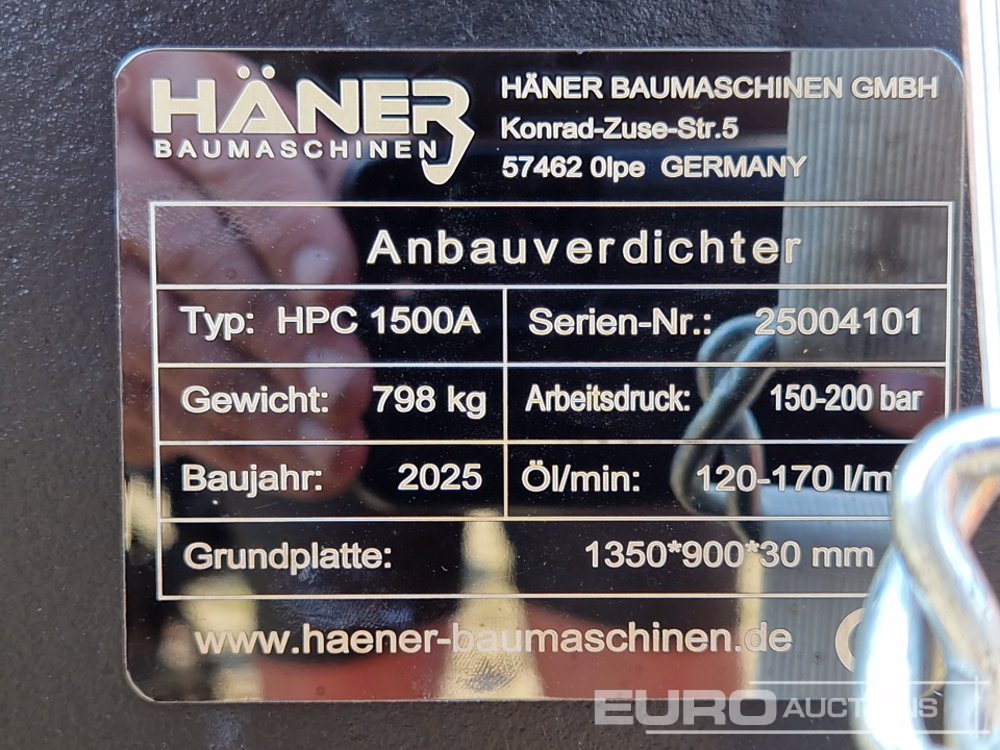 HÄNER
BAUMASCHINEN
HÄNER BAUMASCHINEN GMBH
Konrad-Zuse-Str.5
57462 Olpe GERMANY
Anbauverdichter
Typ: HPC 1500A
Serien-Nr.: 25004101
Gewicht: 798 kg
Arbeitsdruck: 150-200 bar
Baujahr: 2025
Öl/min: 120-170
Grundplatte: 1350*900*30 mm
www.haener-baumaschinen.de
EURO AUCTIONS